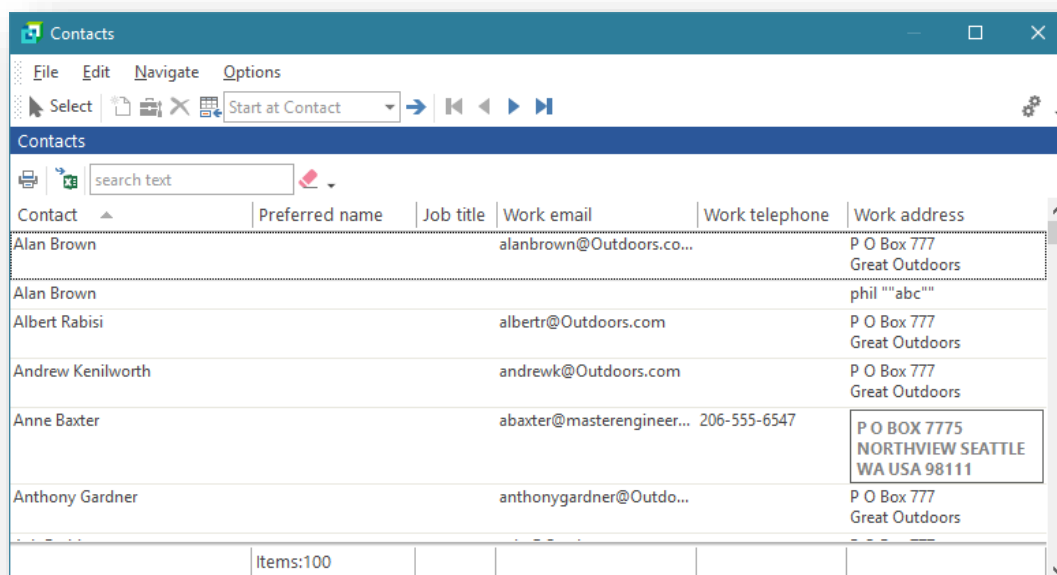 Contacts
File Edit Navigate Options
Select Start at Contact
Contacts
search text
Contact Preferred name Job title Work email Work telephone Work address
Alan Brown alanbrown@Outdoors.co... P O Box 777
Great Outdoors
Alan Brown phil ""abc""
Albert Rabisi albertr@Outdoors.com P O Box 777
Great Outdoors
Andrew Kenilworth andrewk@Outdoors.com P O Box 777
Great Outdoors
Anne Baxter abaxter@masterengineer... 206-555-6547 P O BOX 7775
NORTHVIEW SEATTLE
WA USA 98111
Anthony Gardner anthonygardner@Outdo... P O Box 777
Great Outdoors
Items:100